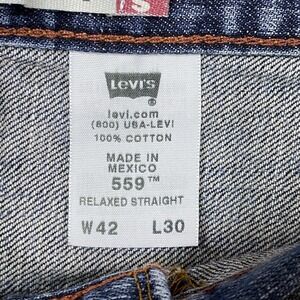 LEVI'S ®
levi.com
(800) USA-LEVI
100% COTTON
MADE IN
MEXICO
559™
RELAXED STRAIGHT
W42 L30